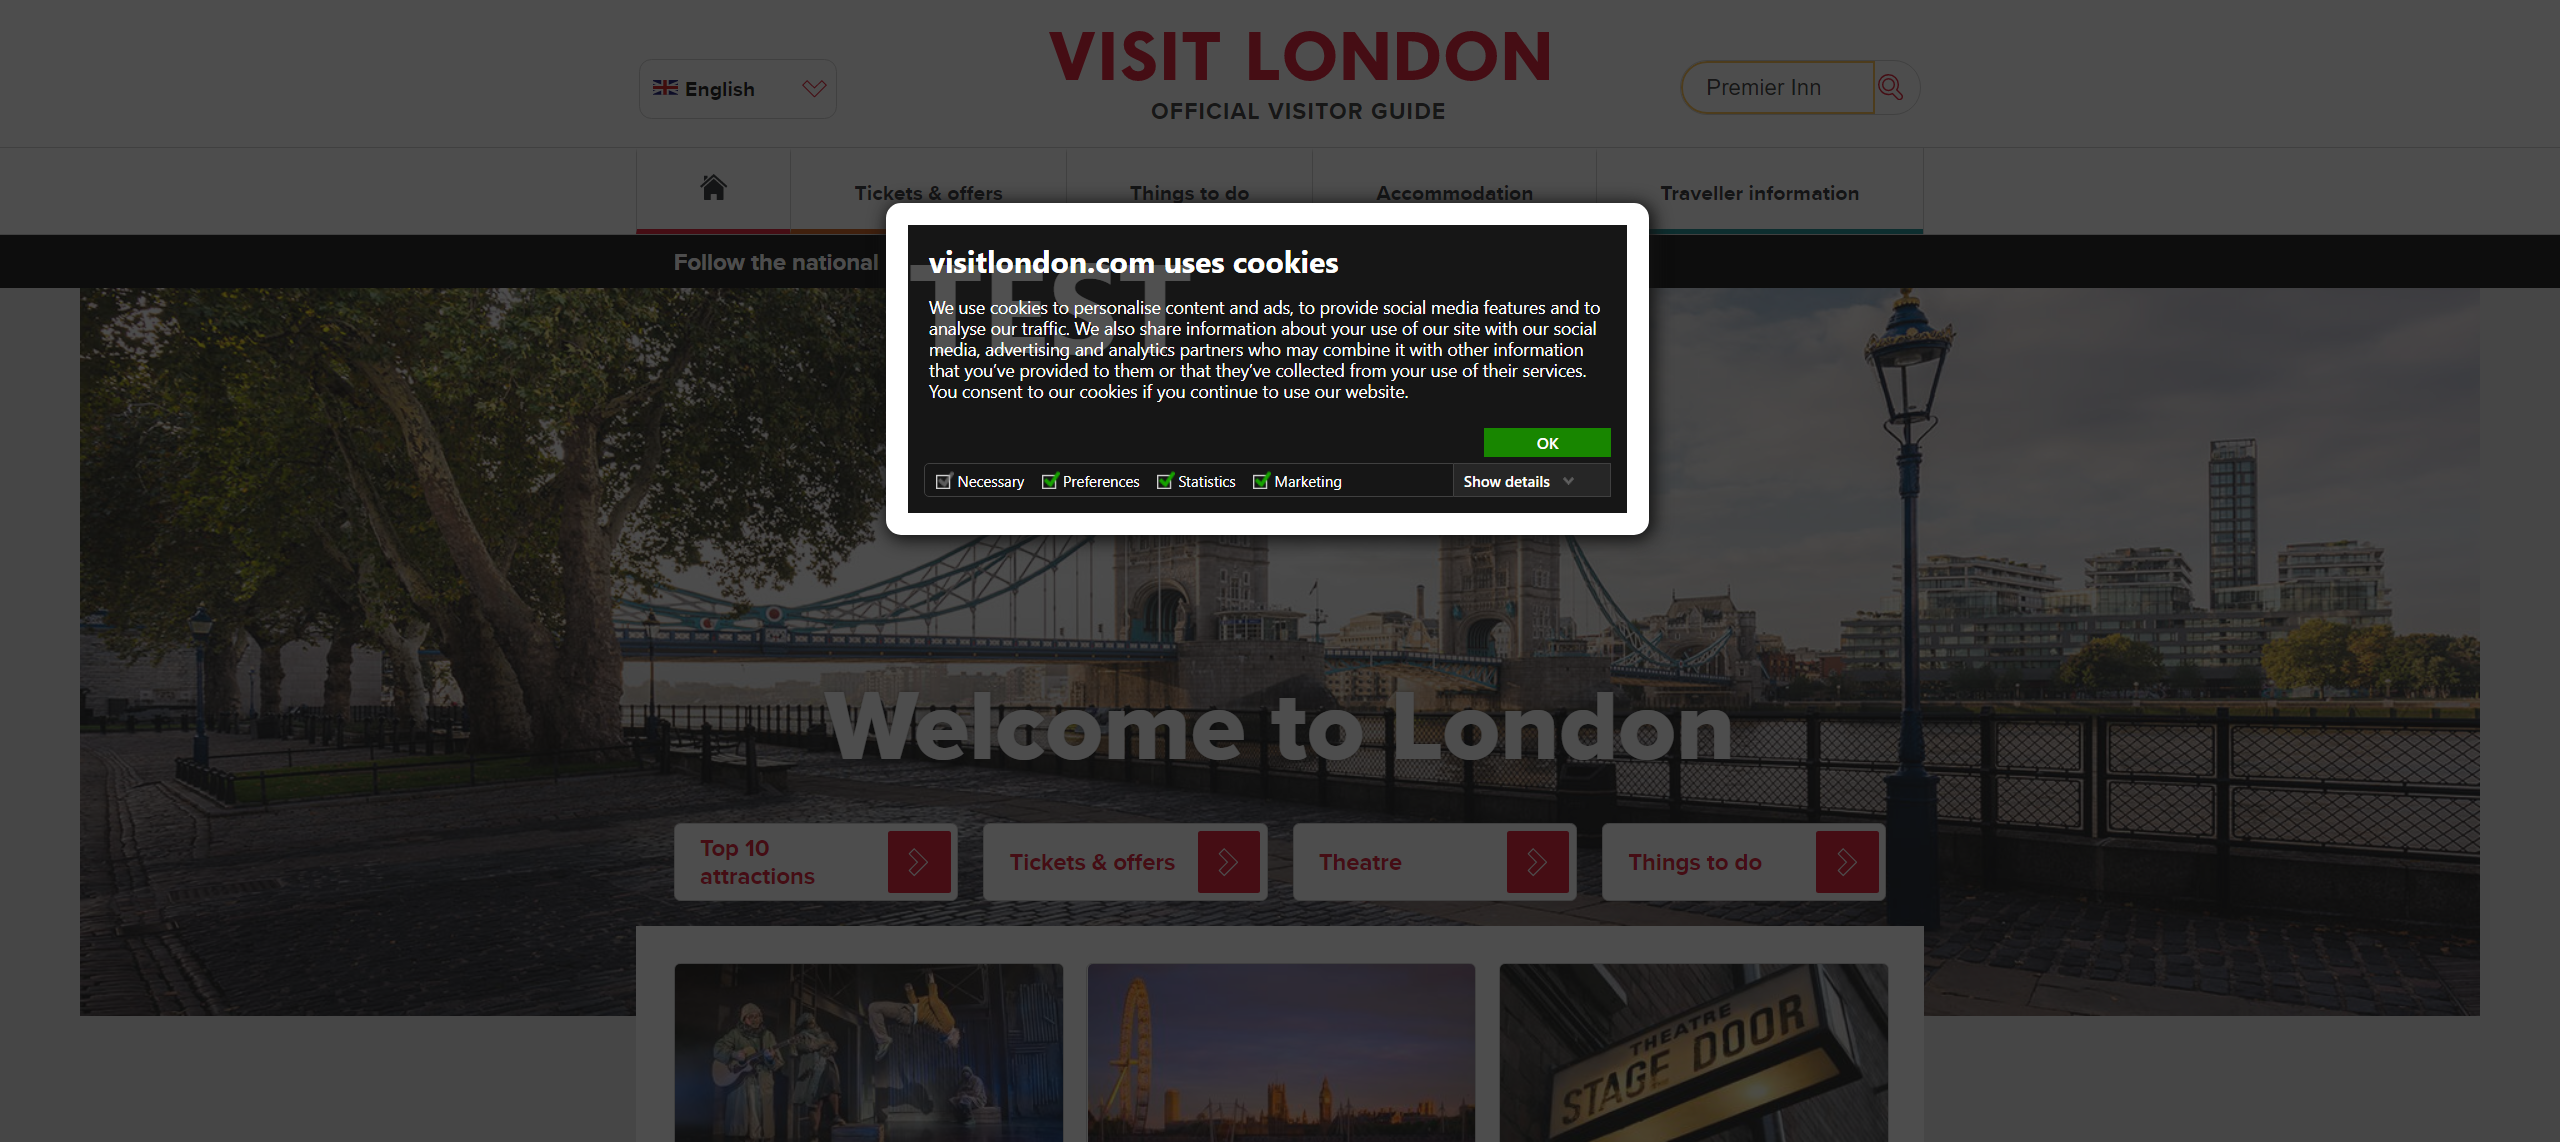 VISIT LONDON
OFFICIAL VISITOR GUIDE
English
Premier Inn
Tickets & offers
Things to do
Accommodation
Traveller information
Follow the national
TEST
visitlondon.com uses cookies
We use cookies to personalise content and ads, to provide social media features and to
analyse our traffic. We also share information about your use of our site with our social
media, advertising and analytics partners who may combine it with other information
that you’ve provided to them or that they’ve collected from your use of their services.
You consent to our cookies if you continue to use our website.
OK
Necessary
Preferences
Statistics
Marketing
Show details
Welcome to London
Top 10
attractions
Tickets & offers
Theatre
Things to do
THEATRE
STAGE DOOR